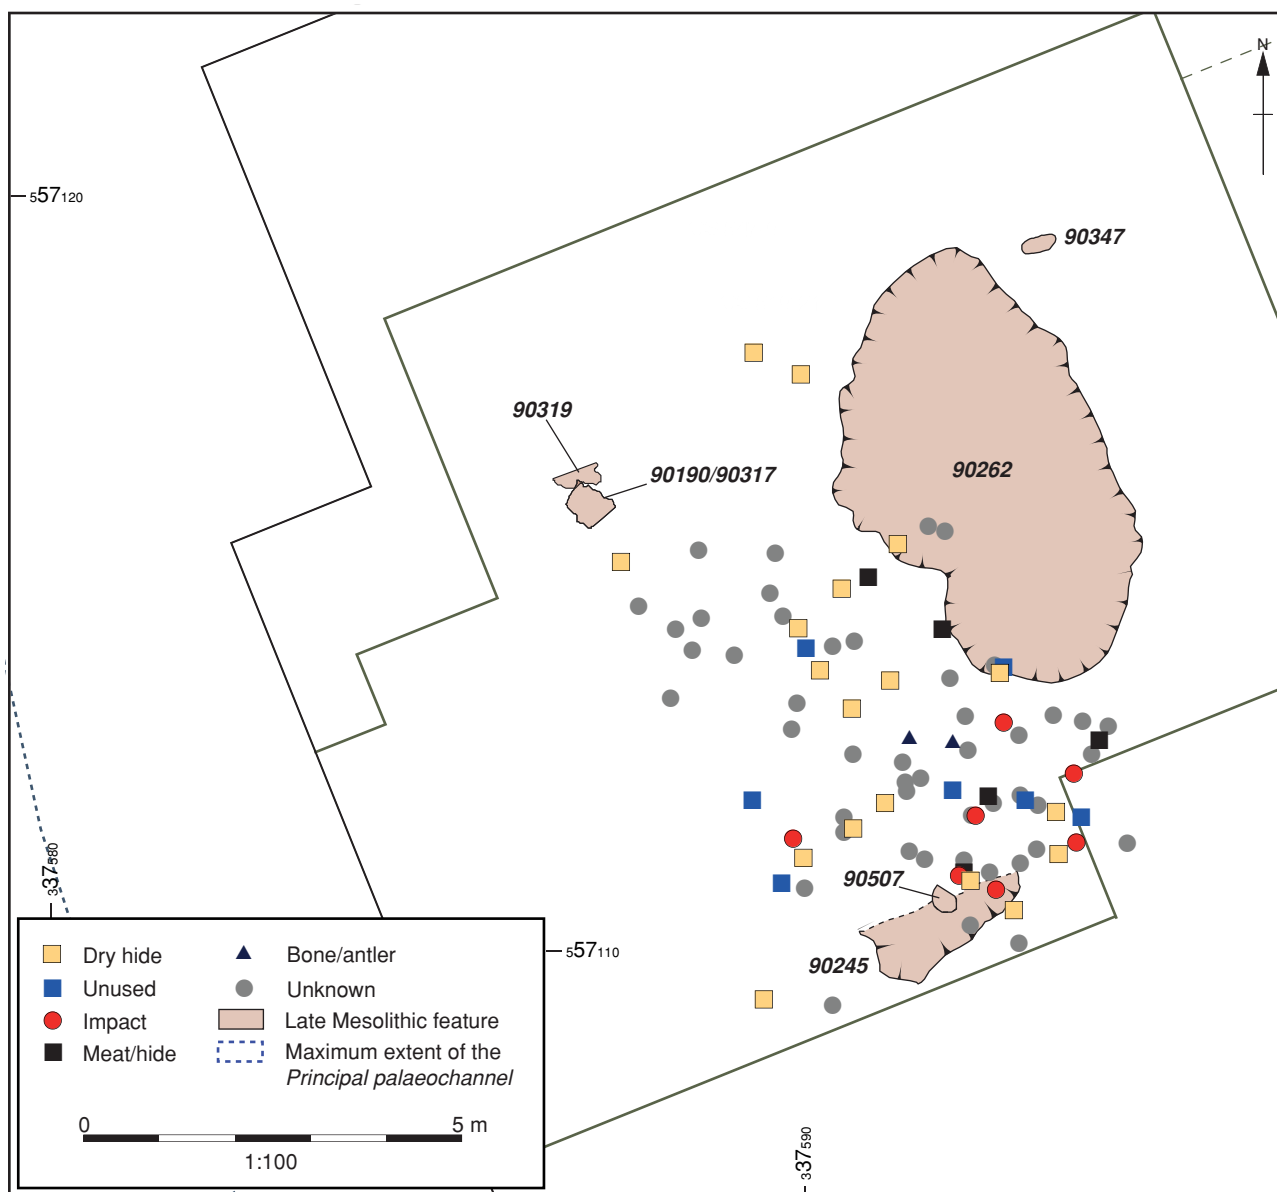 N
557120
90347
90319
90190/90317
90262
337580
90507
557110
90245
Dry hide
Bone/antler
Unused
Unknown
Impact
Late Mesolithic feature
Meat/hide
Maximum extent of the
Principal palaeochannel
0
5 m
1:100
337590